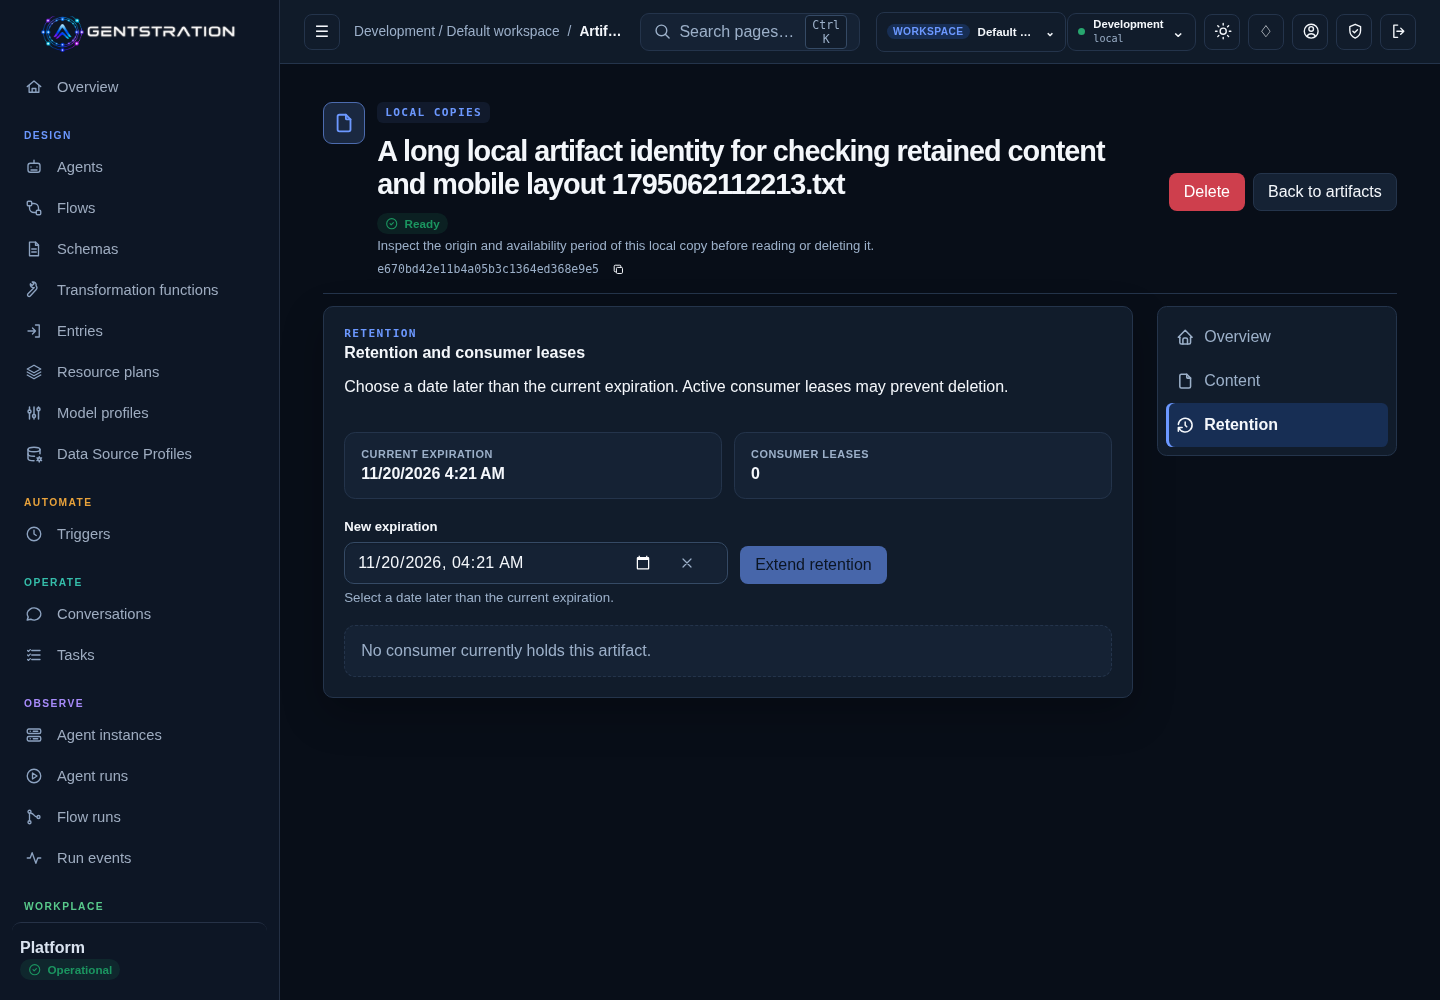 GENTSTRATION
Overview
DESIGN
Agents
Flows
Schemas
Transformation functions
Entries
Resource plans
Model profiles
Data Source Profiles
AUTOMATE
Triggers
OPERATE
Conversations
Tasks
OBSERVE
Agent instances
Agent runs
Flow runs
Run events
WORKPLACE
Platform
Operational
Development / Default workspace / Artif...
Search pages...
Ctrl
K
WORKSPACE Default ...
Development
local
LOCAL COPIES
A long local artifact identity for checking retained content
and mobile layout 1795062112213.txt
Ready
Inspect the origin and availability period of this local copy before reading or deleting it.
e670bd42e11b4a05b3c1364ed368e9e5
Delete
Back to artifacts
RETENTION
Retention and consumer leases
Choose a date later than the current expiration. Active consumer leases may prevent deletion.
CURRENT EXPIRATION
11/20/2026 4:21 AM
CONSUMER LEASES
0
New expiration
11/20/2026, 04:21 AM
Extend retention
Select a date later than the current expiration.
No consumer currently holds this artifact.
Overview
Content
Retention